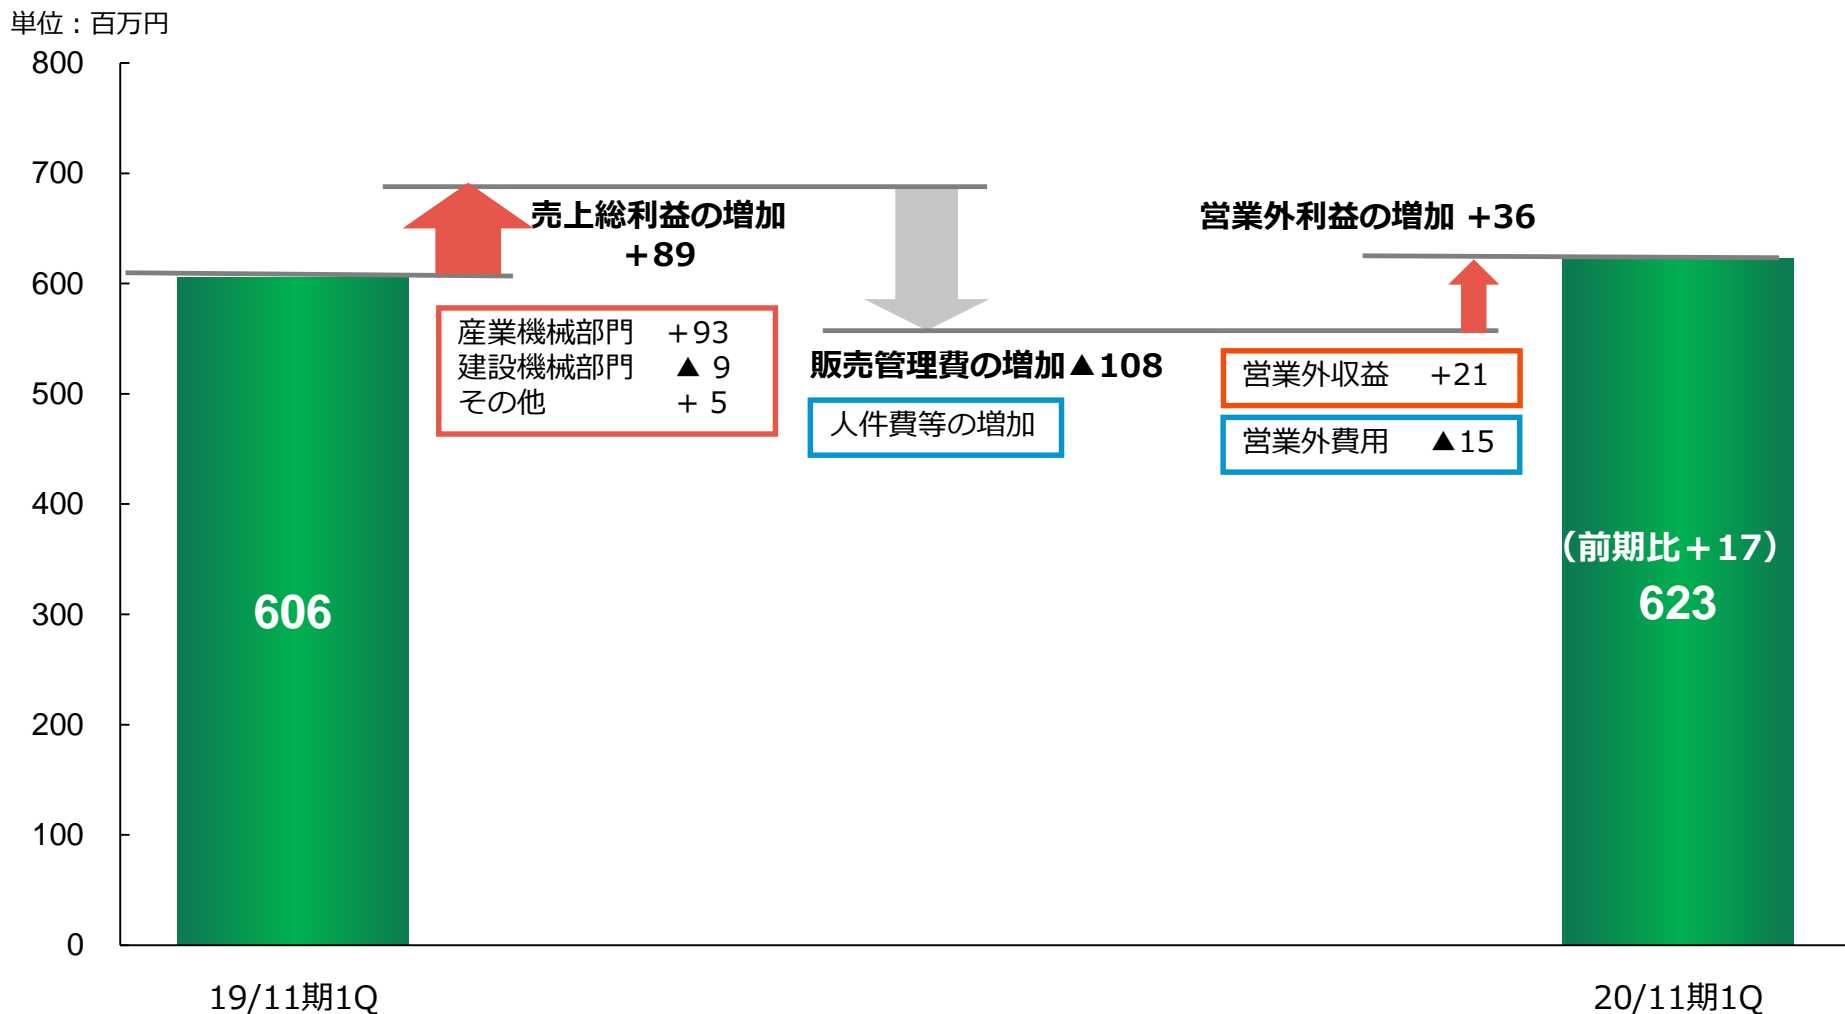 単位：百万円
800
700
600
500
400
300
200
100
0
売上総利益の増加
+89
産業機械部門 +93
建設機械部門 ▲ 9
その他 + 5
販売管理費の増加▲108
人件費等の増加
営業外利益の増加 +36
営業外収益 +21
営業外費用 ▲15
606
（前期比＋17）
623
19/11期1Q
20/11期1Q